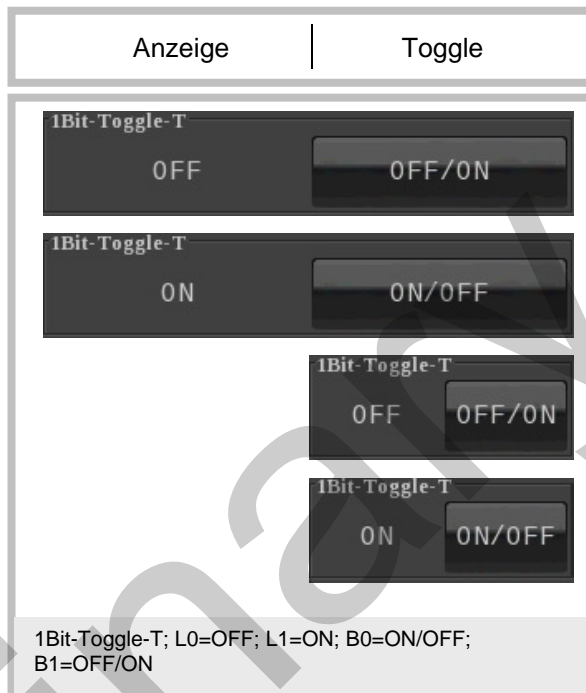 Anzeige Toggle
1Bit-Toggle-T
OFF OFF/ON
1Bit-Toggle-T
ON ON/OFF
1Bit-Toggle-T
OFF OFF/ON
1Bit-Toggle-T
ON ON/OFF
1Bit-Toggle-T; L0=OFF; L1=ON; B0=ON/OFF;
B1=OFF/ON